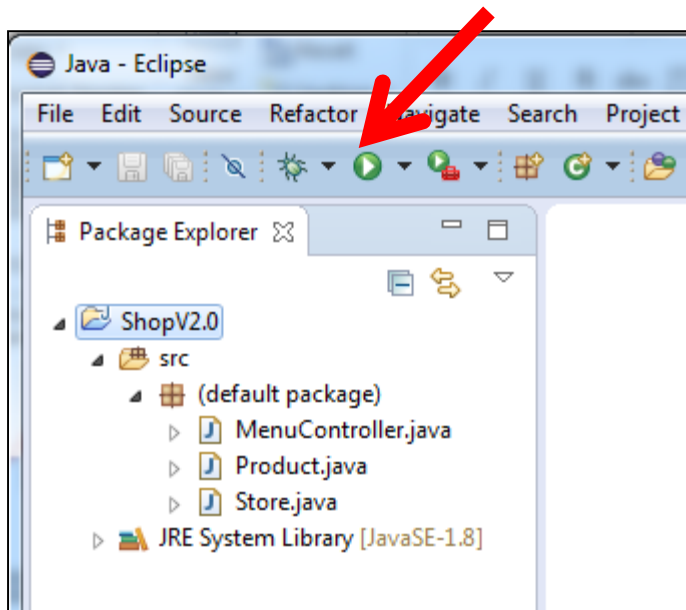 Java - Eclipse
File Edit Source Refactor Navigate Search Project
Package Explorer
ShopV2.0
src
(default package)
MenuController.java
Product.java
Store.java
JRE System Library [JavaSE-1.8]